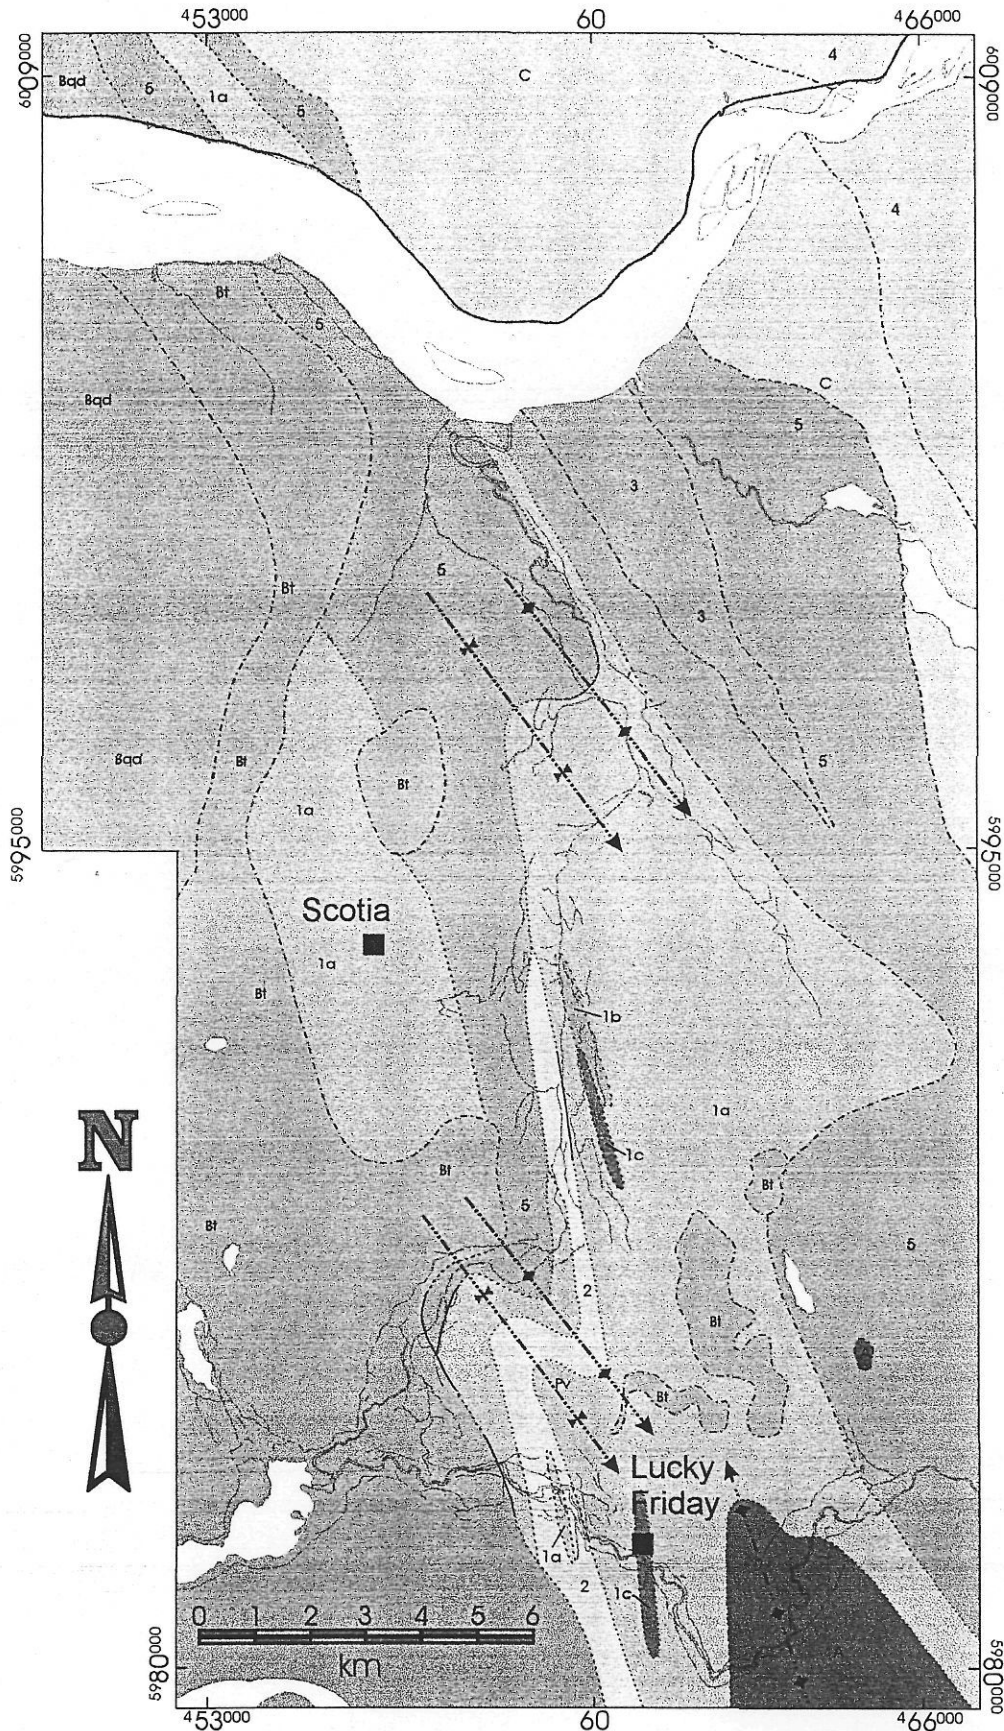 453000 60 466000
6009000
6009000
Bqd 5 1a 5 C 4
4
Bt
5
C
Bqd 5
3
5
Bt
3
Bqd Bt 5
1a Bt
5995000
5995000
Scotia
1a
Bt
1b
1a
1c
N
Bt Bt
Bt 5 5
2
Bt
Pv Bt
Lucky
Friday
1a
2 1c
0 1 2 3 4 5 6
km
5980000
5980000
453000 60 466000